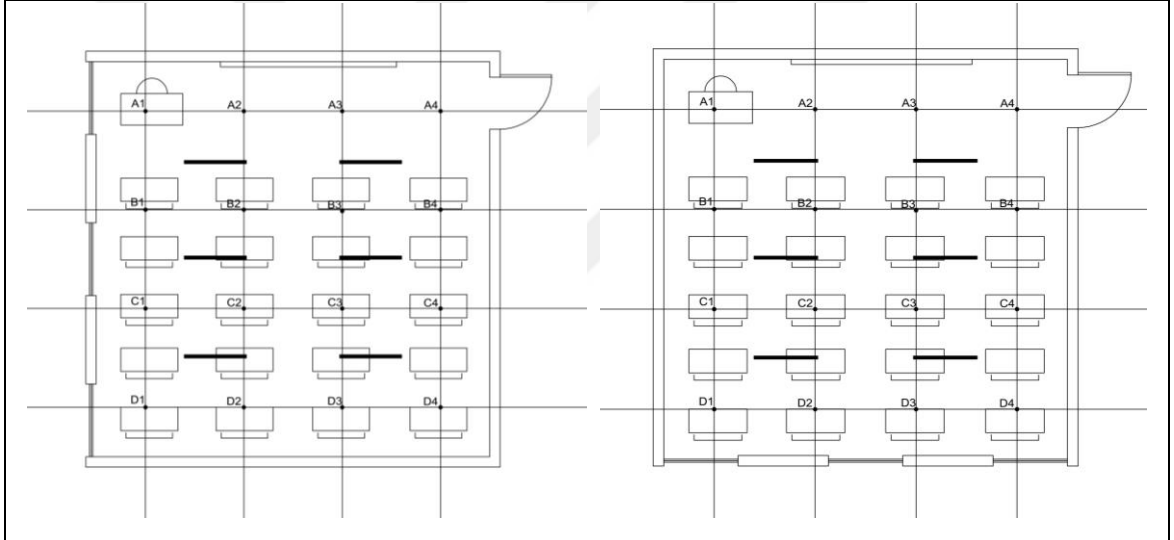 A1 A2 A3 A4
B1 B2 B3 B4
C1 C2 C3 C4
D1 D2 D3 D4
A1 A2 A3 A4
B1 B2 B3 B4
C1 C2 C3 C4
D1 D2 D3 D4